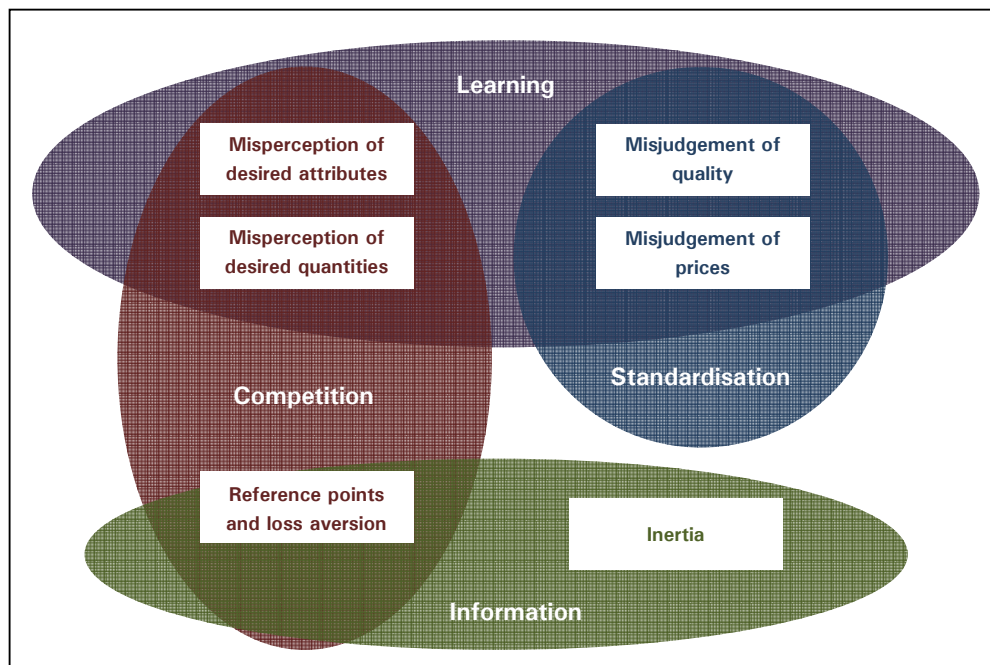 Learning
Misperception of
desired attributes
Misjudgement of
quality
Misperception of
desired quantities
Misjudgement of
prices
Standardisation
Competition
Reference points
and loss aversion
Inertia
Information